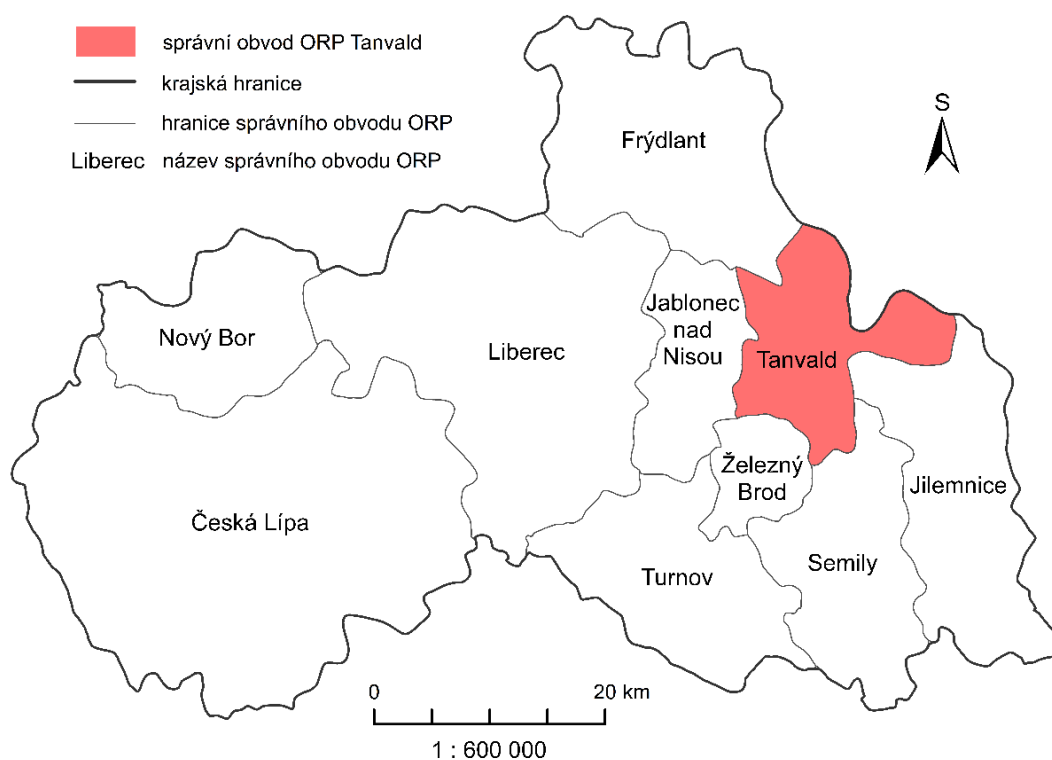 správní obvod ORP Tanvald
krajská hranice
hranice správního obvodu ORP
Liberec název správního obvodu ORP
S
Frýdlant
Jablonec
nad
Nisou
Nový Bor
Liberec
Tanvald
Železný
Brod
Jilemnice
Česká Lípa
Turnov
Semily
0 20 km
1 : 600 000